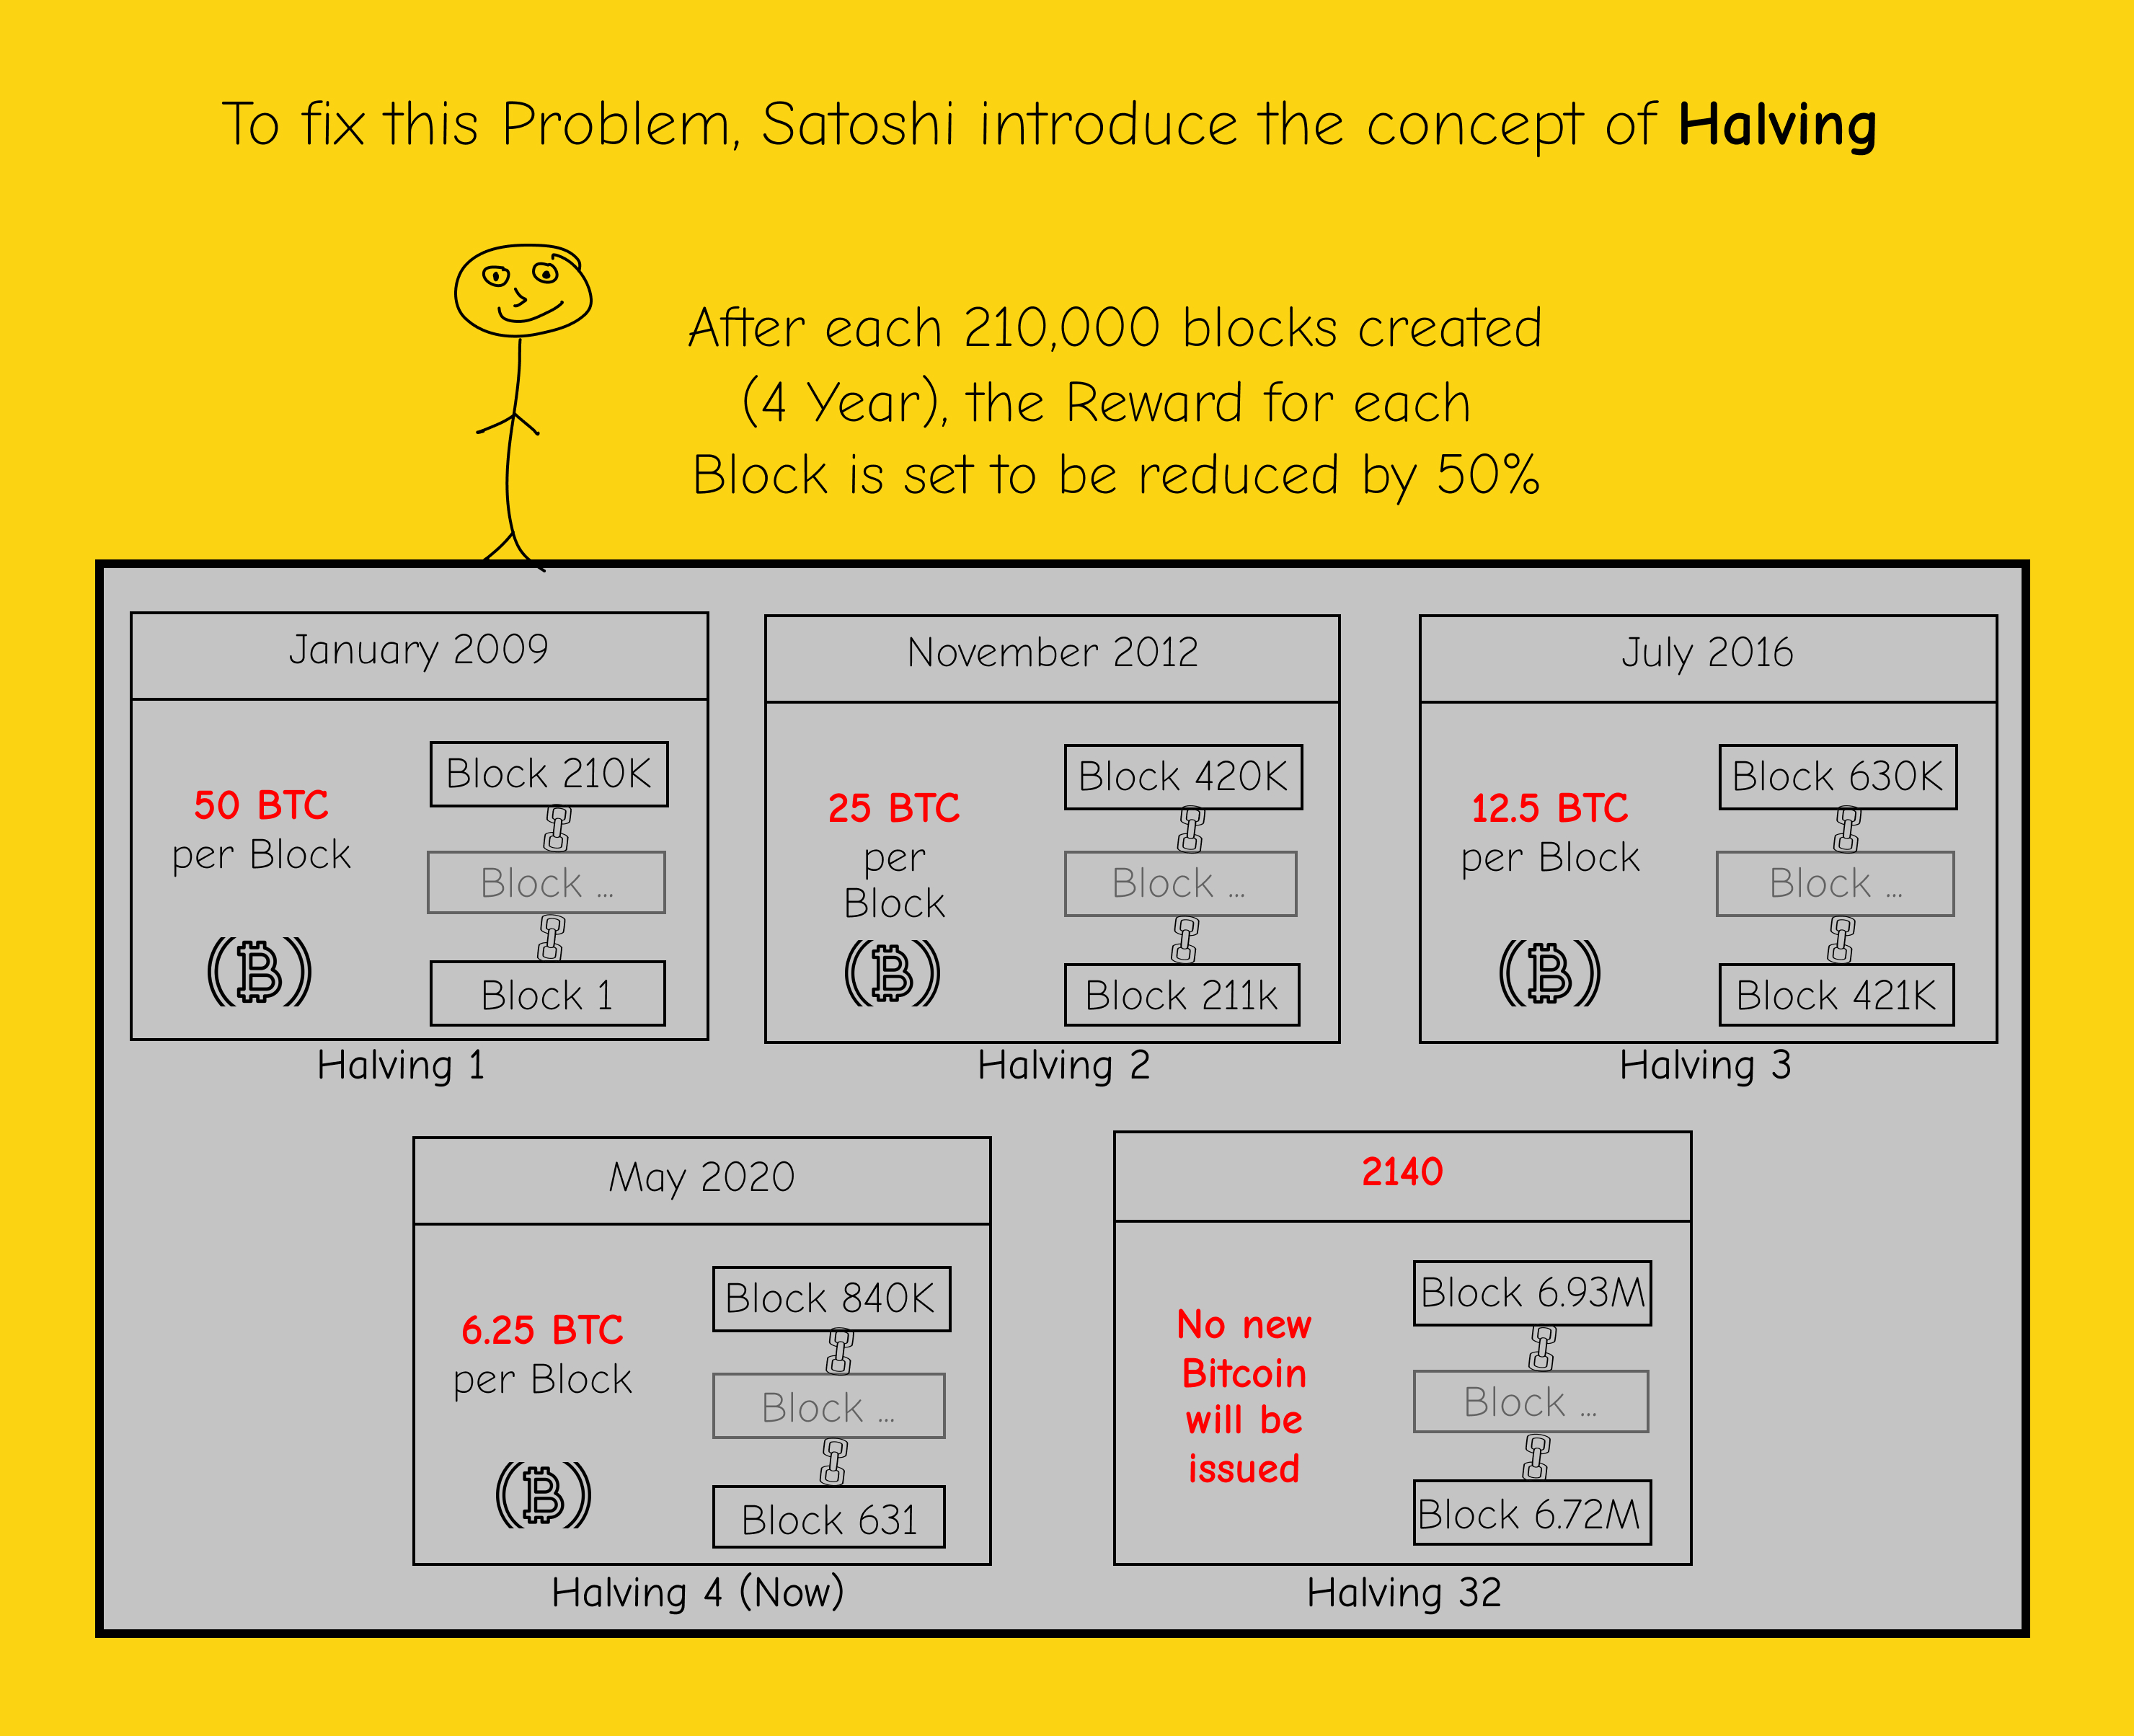 To fix this Problem, Satoshi introduce the concept of Halving
After each 210,000 blocks created
(4 Year), the Reward for each
Block is set to be reduced by 50%
January 2009
50 BTC
per Block
Block 210K
Block ...
Block 1
Halving 1
November 2012
25 BTC
per
Block
Block 420K
Block ...
Block 211k
Halving 2
July 2016
12.5 BTC
per Block
Block 630K
Block ...
Block 421K
Halving 3
May 2020
6.25 BTC
per Block
Block 840K
Block ...
Block 631
Halving 4 (Now)
2140
No new
Bitcoin
will be
issued
Block 6.93M
Block ...
Block 6.72M
Halving 32